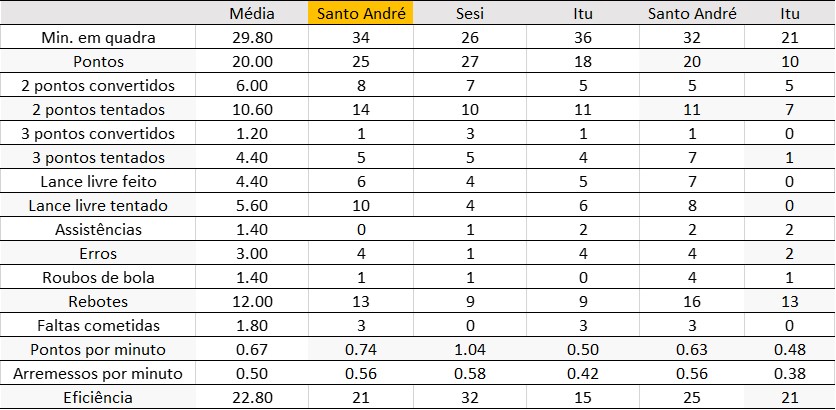 Média Santo André Sesi Itu Santo André Itu
Min. em quadra 29.80 34 26 36 32 21
Pontos 20.00 25 27 18 20 10
2 pontos convertidos 6.00 8 7 5 5 5
2 pontos tentados 10.60 14 10 11 11 7
3 pontos convertidos 1.20 1 3 1 1 0
3 pontos tentados 4.40 5 5 4 7 1
Lance livre feito 4.40 6 4 5 7 0
Lance livre tentado 5.60 10 4 6 8 0
Assistências 1.40 0 1 2 2 2
Erros 3.00 4 1 4 4 2
Roubos de bola 1.40 1 1 0 4 1
Rebotes 12.00 13 9 9 16 13
Faltas cometidas 1.80 3 0 3 3 0
Pontos por minuto 0.67 0.74 1.04 0.50 0.63 0.48
Arremessos por minuto 0.50 0.56 0.58 0.42 0.56 0.38
Eficiência 22.80 21 32 15 25 21